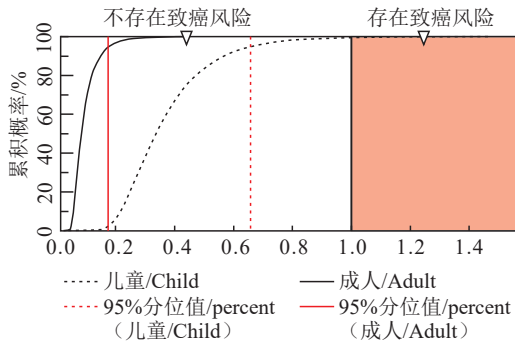 不存在致癌风险 存在致癌风险
累积概率/%
100
80
60
40
20
0
0.0 0.2 0.4 0.6 0.8 1.0 1.2 1.4
儿童/Child 成人/Adult
95%分位值/percent 95%分位值/percent
（儿童/Child） （成人/Adult）